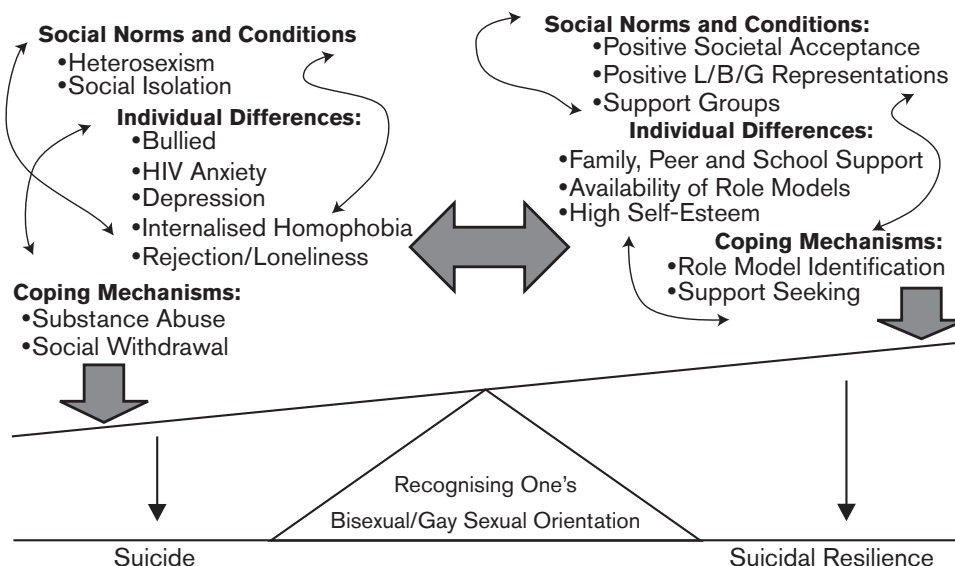 Social Norms and Conditions
•Heterosexism
•Social Isolation
Individual Differences:
•Bullied
•HIV Anxiety
•Depression
•Internalised Homophobia
•Rejection/Loneliness
Coping Mechanisms:
•Substance Abuse
•Social Withdrawal
Social Norms and Conditions:
•Positive Societal Acceptance
•Positive L/B/G Representations
•Support Groups
Individual Differences:
•Family, Peer and School Support
•Availability of Role Models
•High Self-Esteem
Coping Mechanisms:
•Role Model Identification
•Support Seeking
Recognising One's
Bisexual/Gay Sexual Orientation
Suicide
Suicidal Resilience